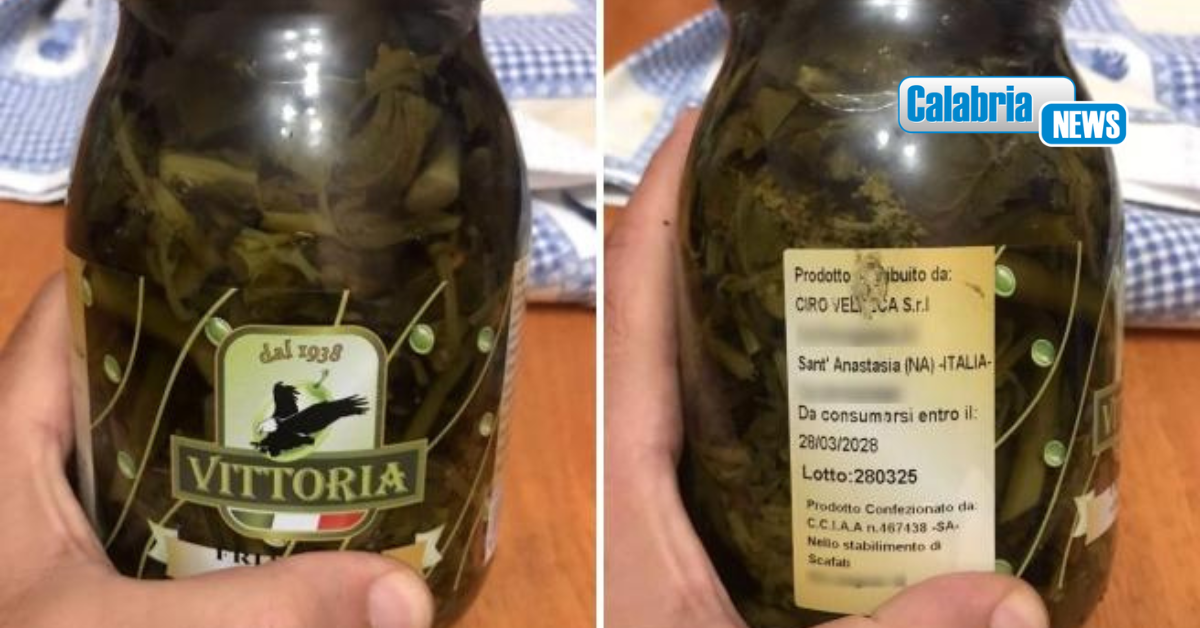 dal 1938
VITTORIA
Calabria
NEWS
Prodotto da:
CIRO S.r.l
Sant' Anastasia (NA) -ITALIA-
Da consumarsi entro il:
28/03/2028
Lotto:280325
Prodotto Confezionato da:
C.C.I.A.A n.467438 -SA-
Nello stabilimento di
Scafati